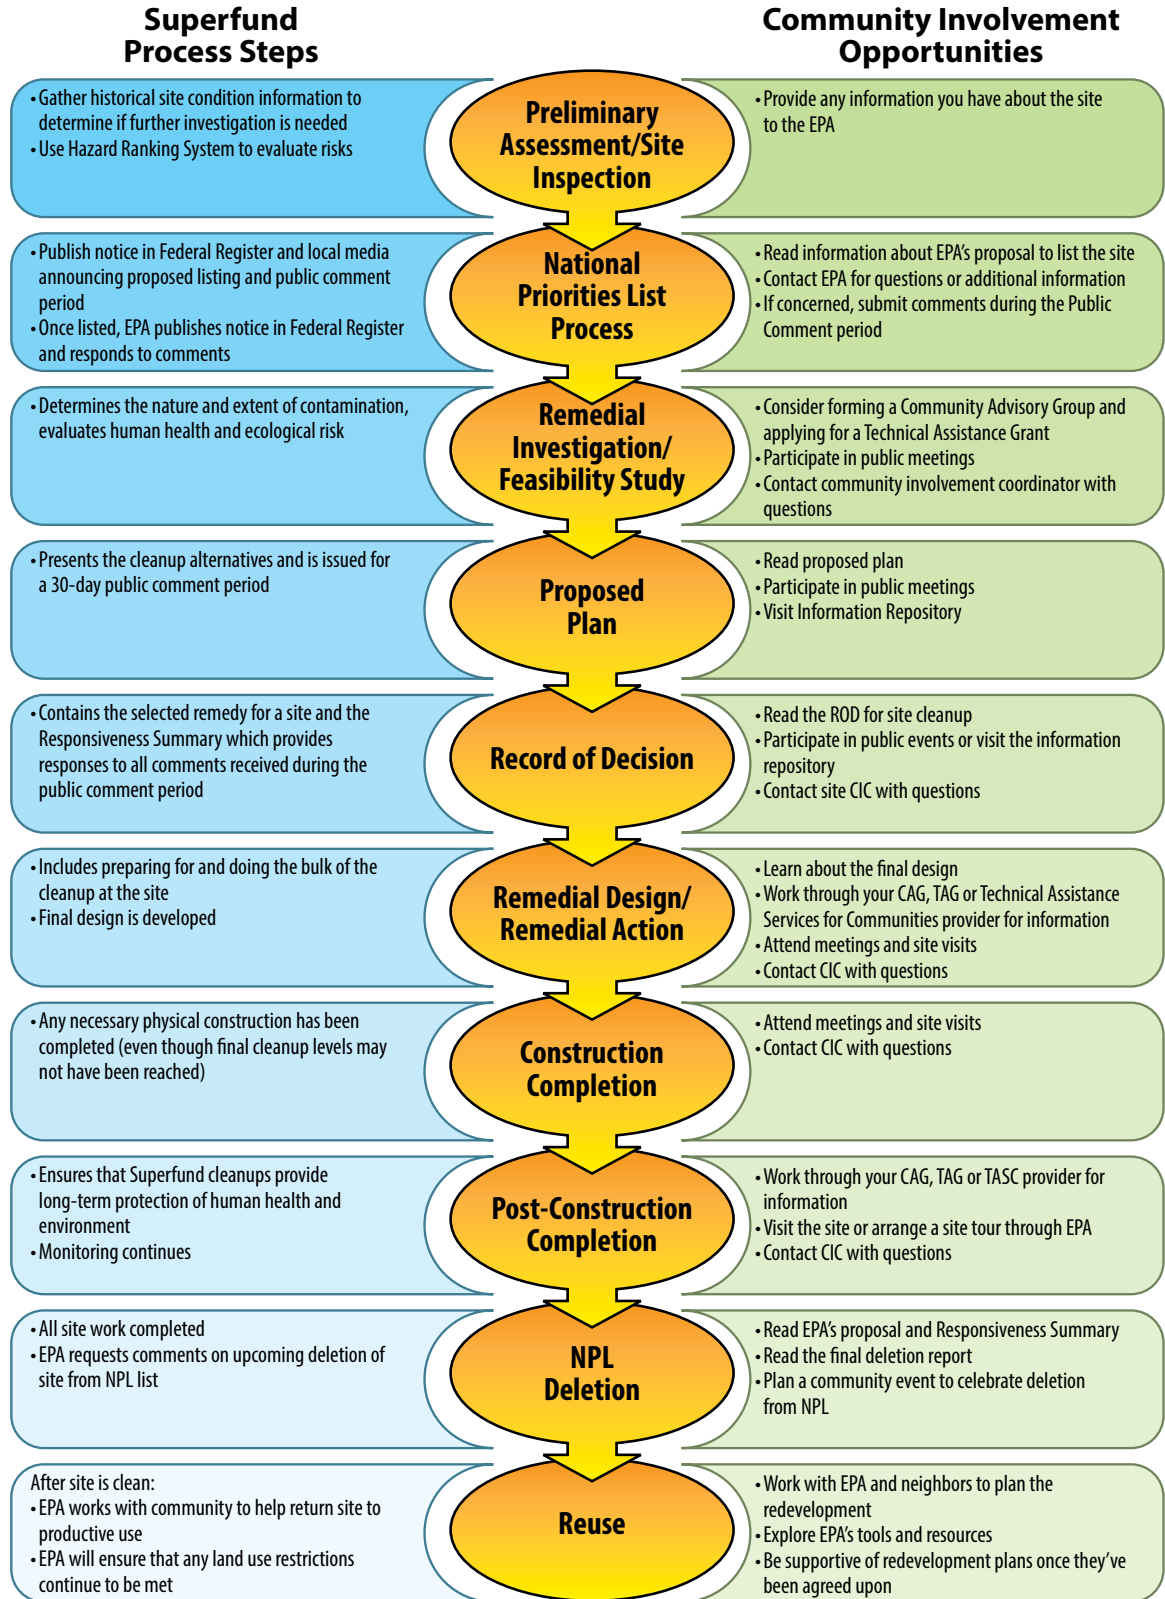 Superfund
Process Steps
Community Involvement
Opportunities
• Gather historical site condition information to
determine if further investigation is needed
• Use Hazard Ranking System to evaluate risks
Preliminary
Assessment/Site
Inspection
• Provide any information you have about the site
to the EPA
• Publish notice in Federal Register and local media
announcing proposed listing and public comment
period
• Once listed, EPA publishes notice in Federal Register
and responds to comments
National
Priorities List
Process
• Read information about EPA’s proposal to list the site
• Contact EPA for questions or additional information
• If concerned, submit comments during the Public
Comment period
• Determines the nature and extent of contamination,
evaluates human health and ecological risk
Remedial
Investigation/
Feasibility Study
• Consider forming a Community Advisory Group and
applying for a Technical Assistance Grant
• Participate in public meetings
• Contact community involvement coordinator with
questions
• Presents the cleanup alternatives and is issued for
a 30-day public comment period
Proposed
Plan
• Read proposed plan
• Participate in public meetings
• Visit Information Repository
• Contains the selected remedy for a site and the
Responsiveness Summary which provides
responses to all comments received during the
public comment period
Record of Decision
• Read the ROD for site cleanup
• Participate in public events or visit the information
repository
• Contact site CIC with questions
• Includes preparing for and doing the bulk of the
cleanup at the site
• Final design is developed
Remedial Design/
Remedial Action
• Learn about the final design
• Work through your CAG, TAG or Technical Assistance
Services for Communities provider for information
• Attend meetings and site visits
• Contact CIC with questions
• Any necessary physical construction has been
completed (even though final cleanup levels may
not have been reached)
Construction
Completion
• Attend meetings and site visits
• Contact CIC with questions
• Ensures that Superfund cleanups provide
long-term protection of human health and
environment
• Monitoring continues
Post-Construction
Completion
• Work through your CAG, TAG or TASC provider for
information
• Visit the site or arrange a site tour through EPA
• Contact CIC with questions
• All site work completed
• EPA requests comments on upcoming deletion of
site from NPL list
NPL
Deletion
• Read EPA’s proposal and Responsiveness Summary
• Read the final deletion report
• Plan a community event to celebrate deletion
from NPL
After site is clean:
• EPA works with community to help return site to
productive use
• EPA will ensure that any land use restrictions
continue to be met
Reuse
• Work with EPA and neighbors to plan the
redevelopment
• Explore EPA’s tools and resources
• Be supportive of redevelopment plans once they’ve
been agreed upon